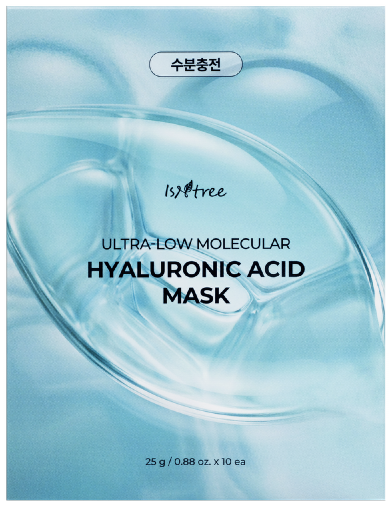 수분충전
Isntree
ULTRA-LOW MOLECULAR
HYALURONIC ACID
MASK
25 g / 0.88 oz. x 10 ea